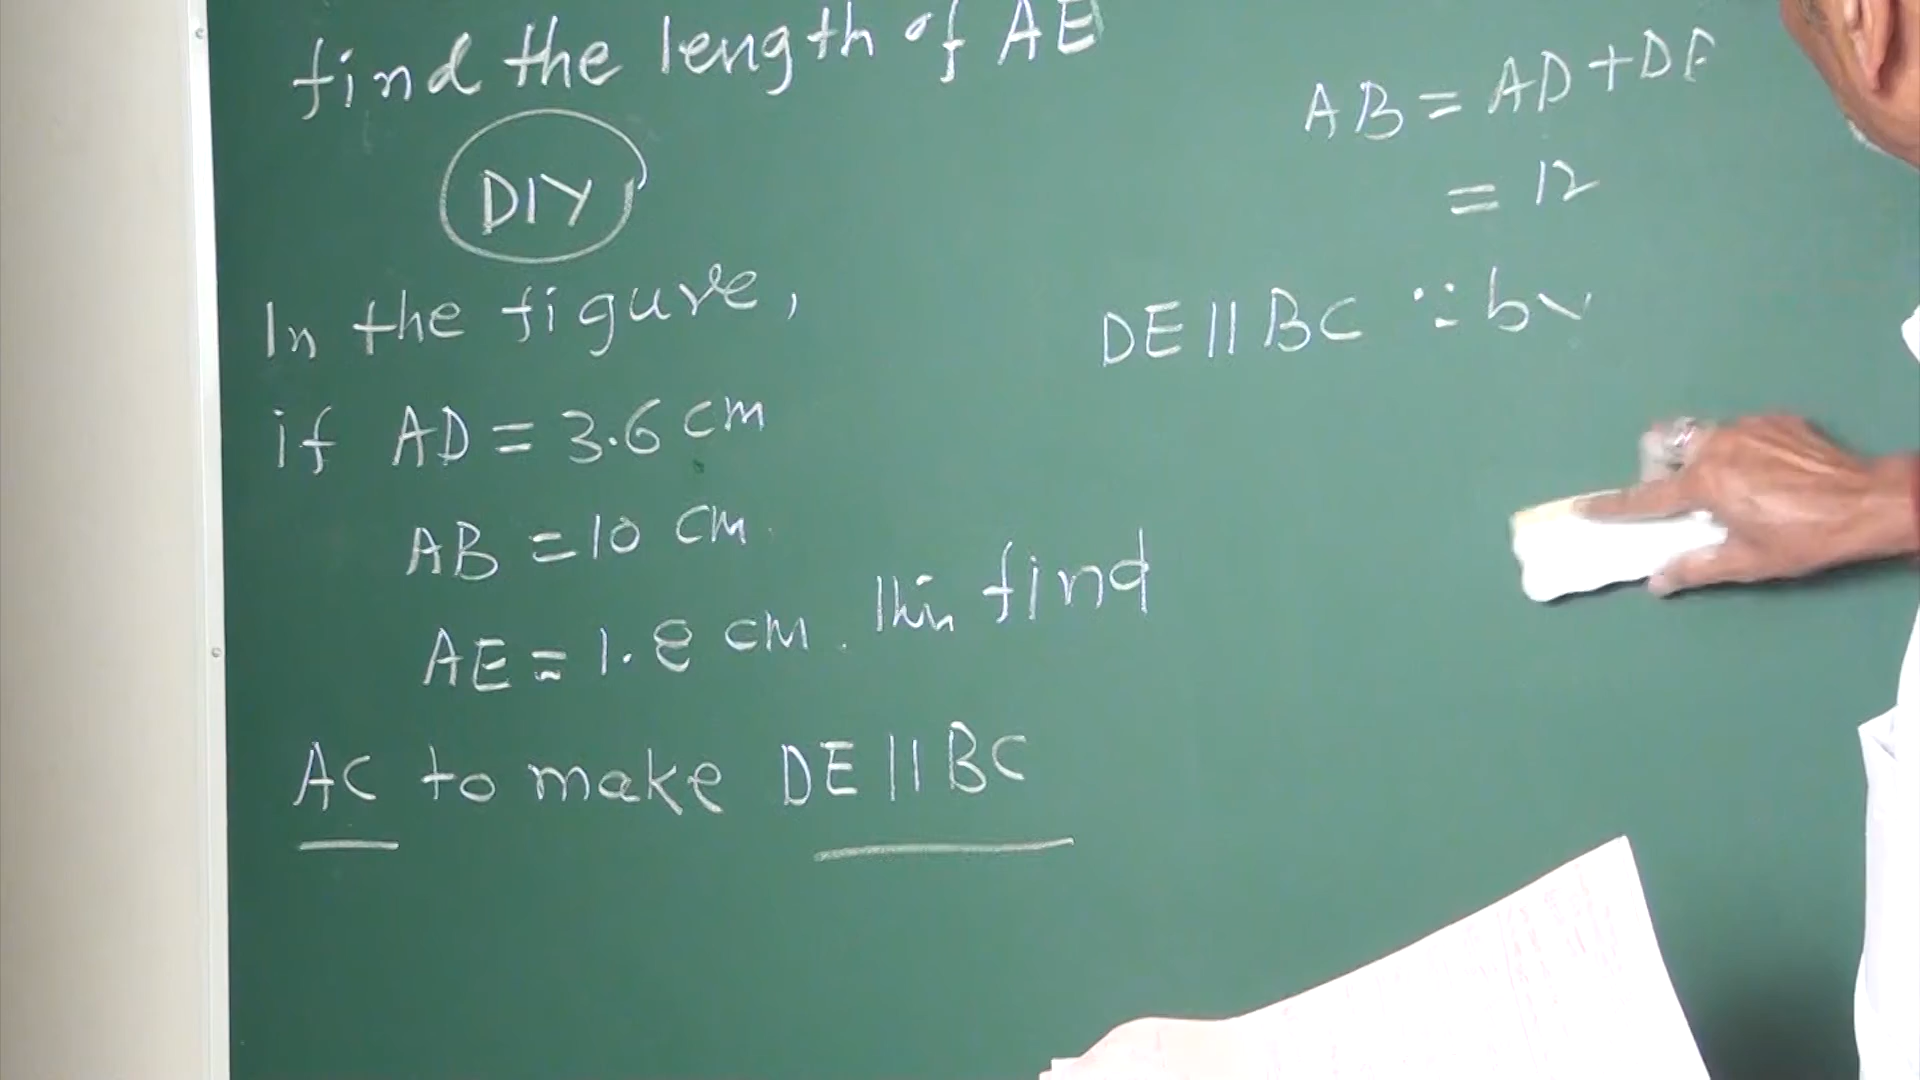 find the length of AE
DIY
In the figure,
if AD = 3.6 cm
AB = 10 cm.
AE = 1.8 cm. then find
AC to make DE || BC
AB = AD + DE
= 12
DE || BC ∵ by